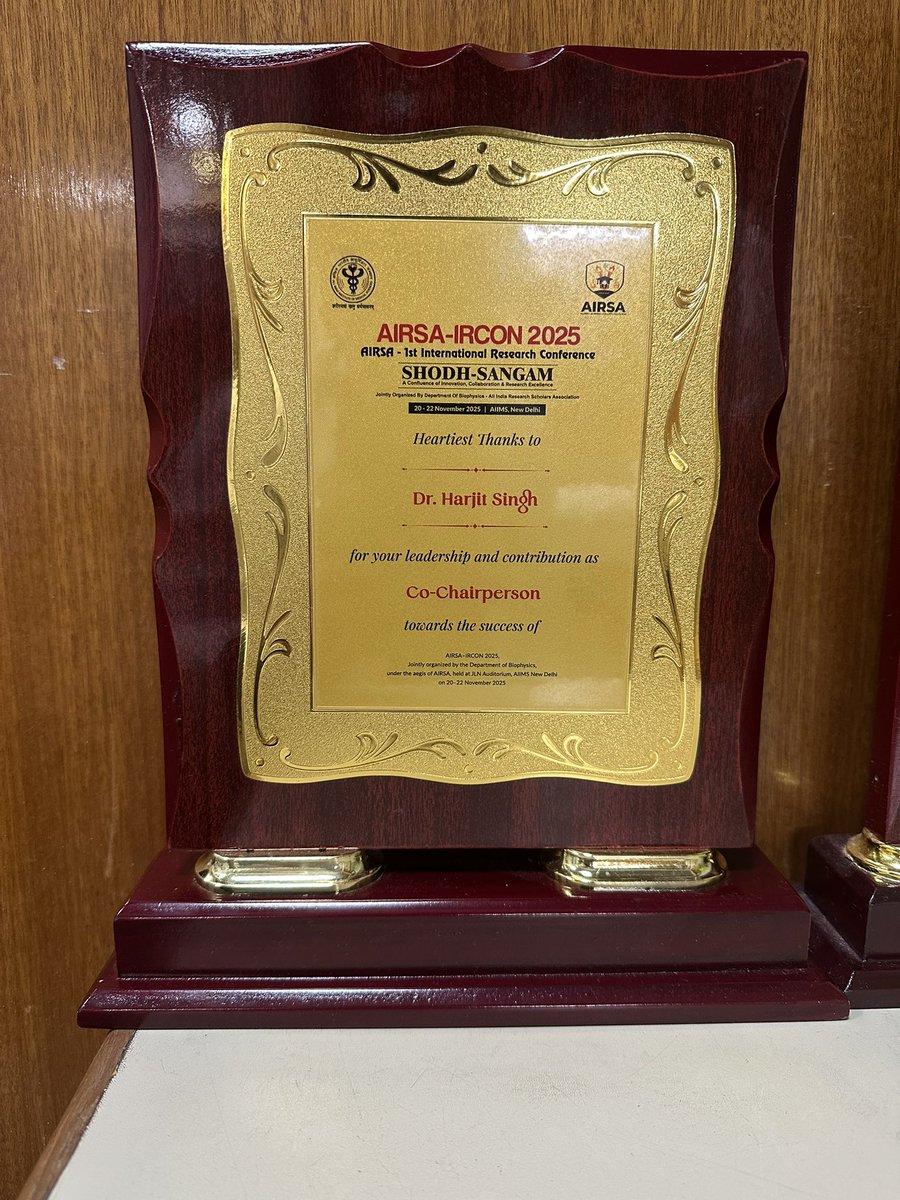 AIRSA
AIRSA-IRCON 2025
AIRSA - 1st International Research Conference
SHODH-SANGAM
A Confluence of Innovation, Collaboration & Research Excellence
Jointly Organized By Department Of Biophysics - All India Research Scholars Association
20 - 22 November 2025 | AIIMS, New Delhi
Heartiest Thanks to
Dr. Harjit Singh
for your leadership and contribution as
Co-Chairperson
towards the success of
AIRSA–IRCON 2025,
Jointly organized by the Department of Biophysics,
under the aegis of AIRSA, held at JLN Auditorium, AIIMS New Delhi
on 20–22 November 2025